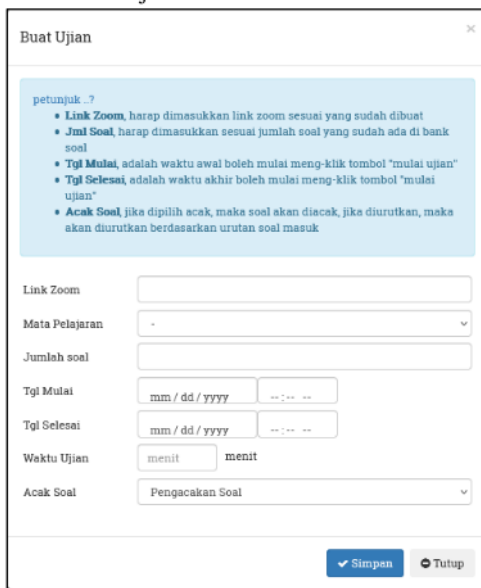 Buat Ujian
×
petunjuk ..?
• Link Zoom, harap dimasukkan link zoom sesuai yang sudah dibuat
• Jml Soal, harap dimasukkan sesuai jumlah soal yang sudah ada di bank
soal
• Tgl Mulai, adalah waktu awal boleh mulai meng-klik tombol "mulai ujian"
• Tgl Selesai, adalah waktu akhir boleh mulai meng-klik tombol "mulai
ujian"
• Acak Soal, jika dipilih acak, maka soal akan diacak, jika diurutkan, maka
akan diurutkan berdasarkan urutan soal masuk
Link Zoom
Mata Pelajaran -
Jumlah soal
Tgl Mulai mm / dd / yyyy --:-- --
Tgl Selesai mm / dd / yyyy --:-- --
Waktu Ujian menit menit
Acak Soal Pengacakan Soal
Simpan Tutup